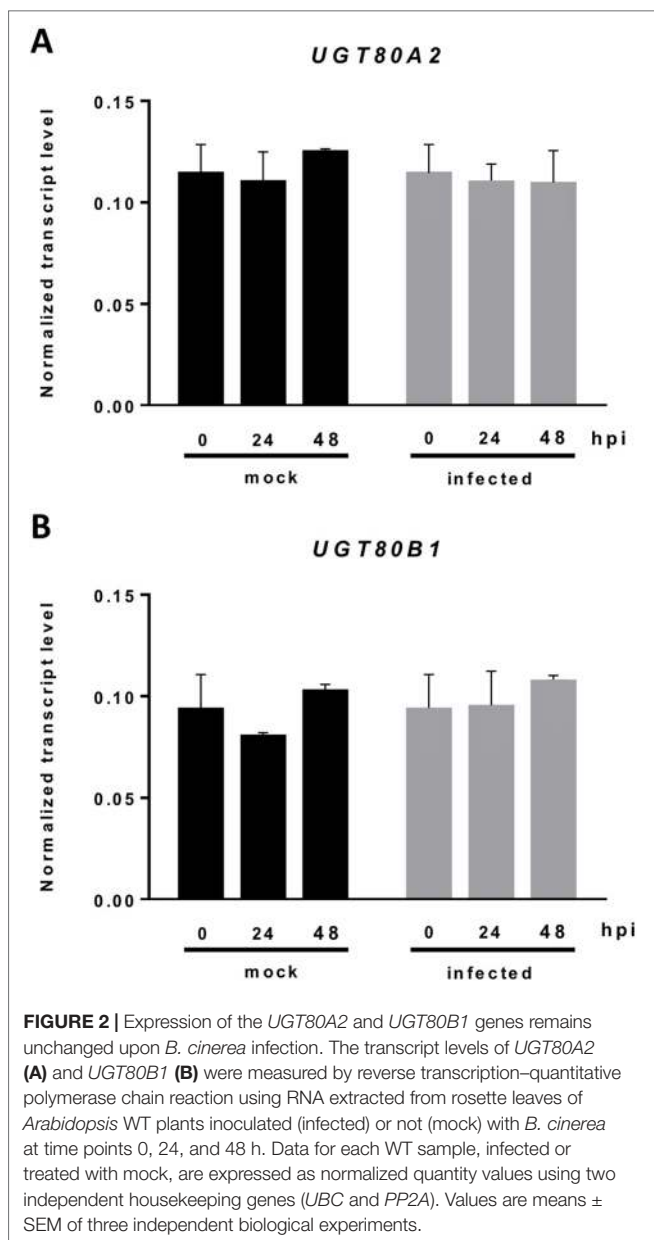 A
UGT80A2
Normalized transcript level
0.15
0.10
0.05
0.00
0 24 48 0 24 48 hpi
mock infected
B
UGT80B1
Normalized transcript level
0.15
0.10
0.05
0.00
0 24 48 0 24 48 hpi
mock infected
FIGURE 2 | Expression of the UGT80A2 and UGT80B1 genes remains
unchanged upon B. cinerea infection. The transcript levels of UGT80A2
(A) and UGT80B1 (B) were measured by reverse transcription–quantitative
polymerase chain reaction using RNA extracted from rosette leaves of
Arabidopsis WT plants inoculated (infected) or not (mock) with B. cinerea
at time points 0, 24, and 48 h. Data for each WT sample, infected or
treated with mock, are expressed as normalized quantity values using two
independent housekeeping genes (UBC and PP2A). Values are means ±
SEM of three independent biological experiments.